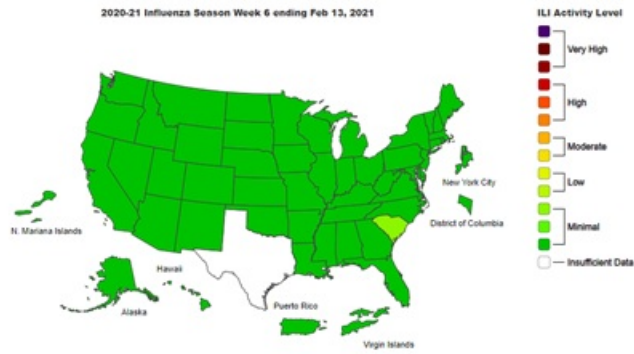 2020-21 Influenza Season Week 6 ending Feb 13, 2021
ILI Activity Level
Very High
High
Moderate
Low
Minimal
Insufficient Data
New York City
District of Columbia
N. Mariana Islands
Hawaii
Alaska
Puerto Rico
Virgin Islands